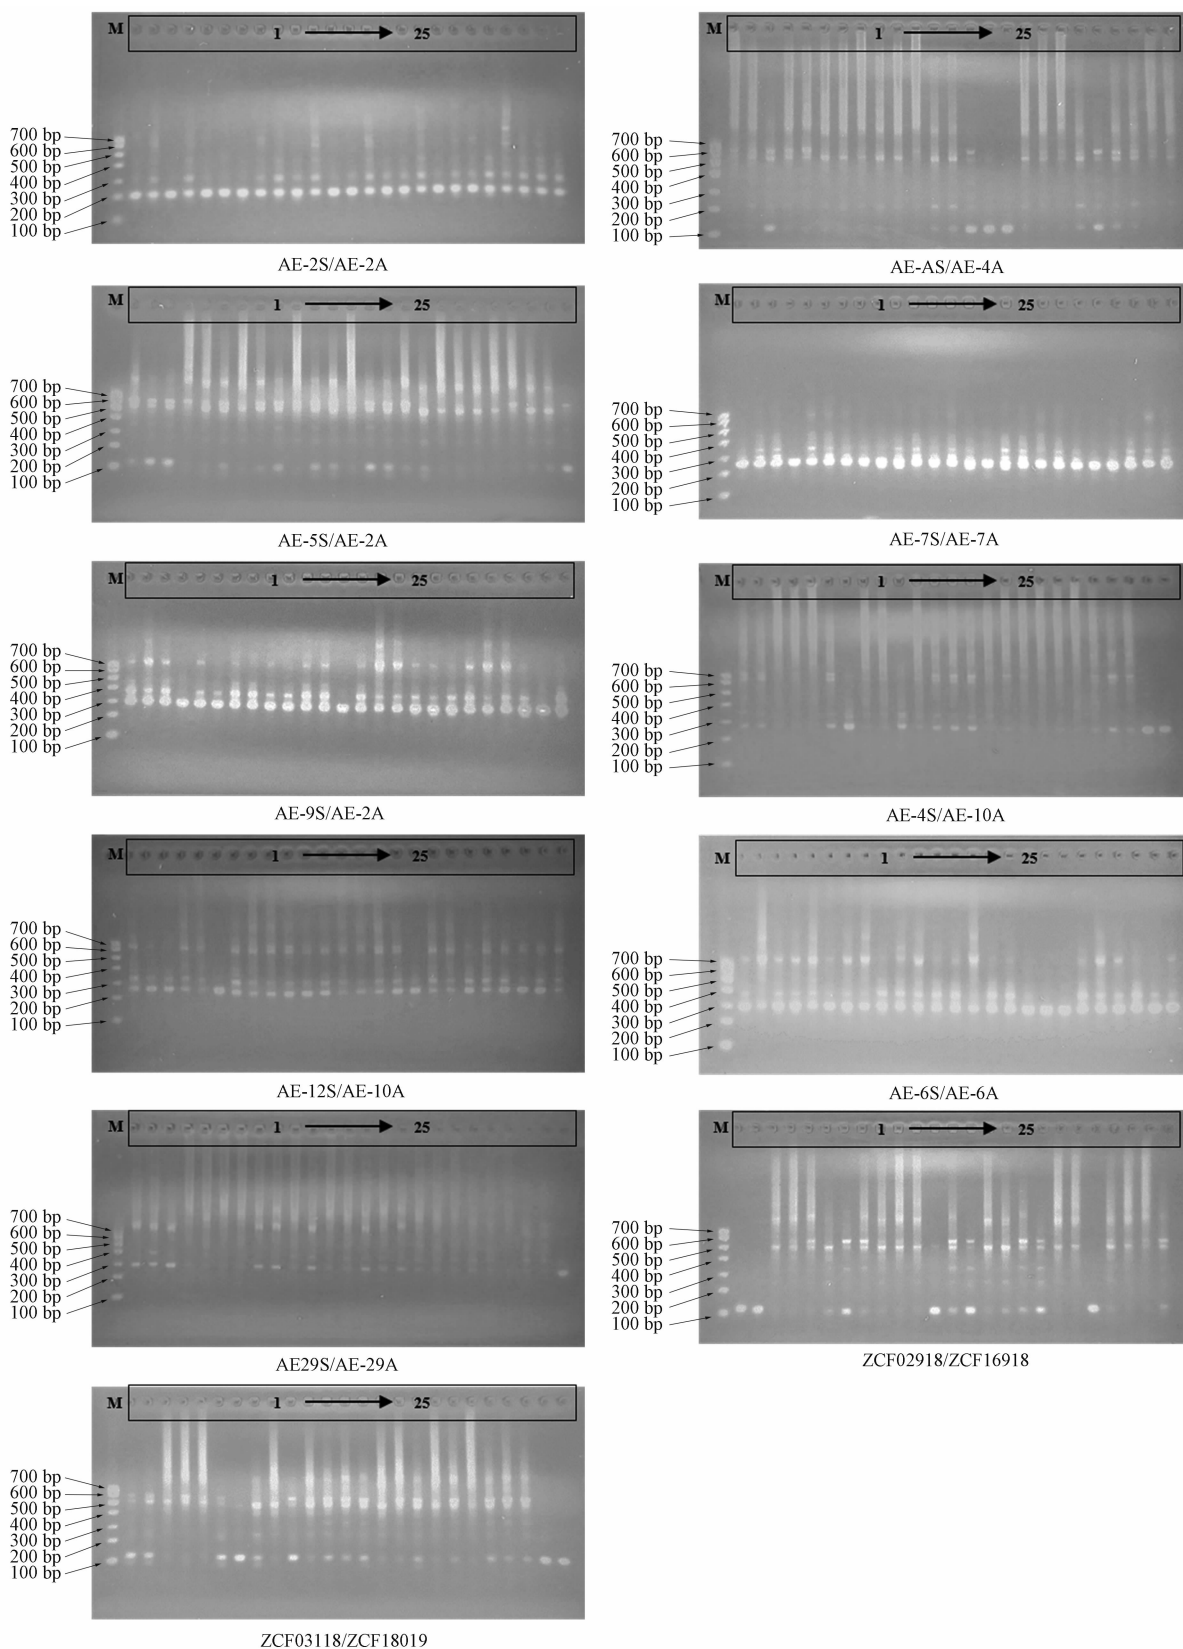 M 1 25
700 bp
600 bp
500 bp
400 bp
300 bp
200 bp
100 bp
AE-2S/AE-2A
M 1 25
700 bp
600 bp
500 bp
400 bp
300 bp
200 bp
100 bp
AE-AS/AE-4A
M 1 25
700 bp
600 bp
500 bp
400 bp
300 bp
200 bp
100 bp
AE-5S/AE-2A
M 1 25
700 bp
600 bp
500 bp
400 bp
300 bp
200 bp
100 bp
AE-7S/AE-7A
M 1 25
700 bp
600 bp
500 bp
400 bp
300 bp
200 bp
100 bp
AE-9S/AE-2A
M 1 25
700 bp
600 bp
500 bp
400 bp
300 bp
200 bp
100 bp
AE-4S/AE-10A
M 1 25
700 bp
600 bp
500 bp
400 bp
300 bp
200 bp
100 bp
AE-12S/AE-10A
M 1 25
700 bp
600 bp
500 bp
400 bp
300 bp
200 bp
100 bp
AE-6S/AE-6A
M 1 25
700 bp
600 bp
500 bp
400 bp
300 bp
200 bp
100 bp
AE29S/AE-29A
M 1 25
700 bp
600 bp
500 bp
400 bp
300 bp
200 bp
100 bp
ZCF02918/ZCF16918
M 1 25
700 bp
600 bp
500 bp
400 bp
300 bp
200 bp
100 bp
ZCF03118/ZCF18019